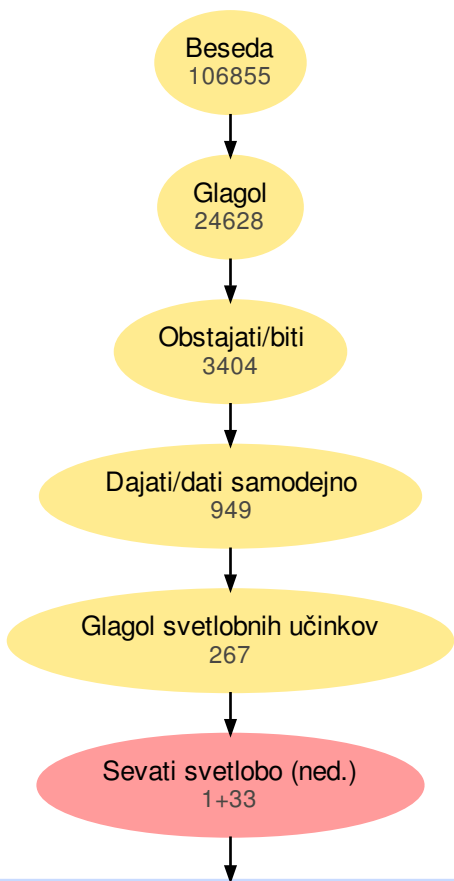 Beseda
106855
Glagol
24628
Obstajati/biti
3404
Dajati/dati samodejno
949
Glagol svetlobnih učinkov
267
Sevati svetlobo (ned.)
1+33